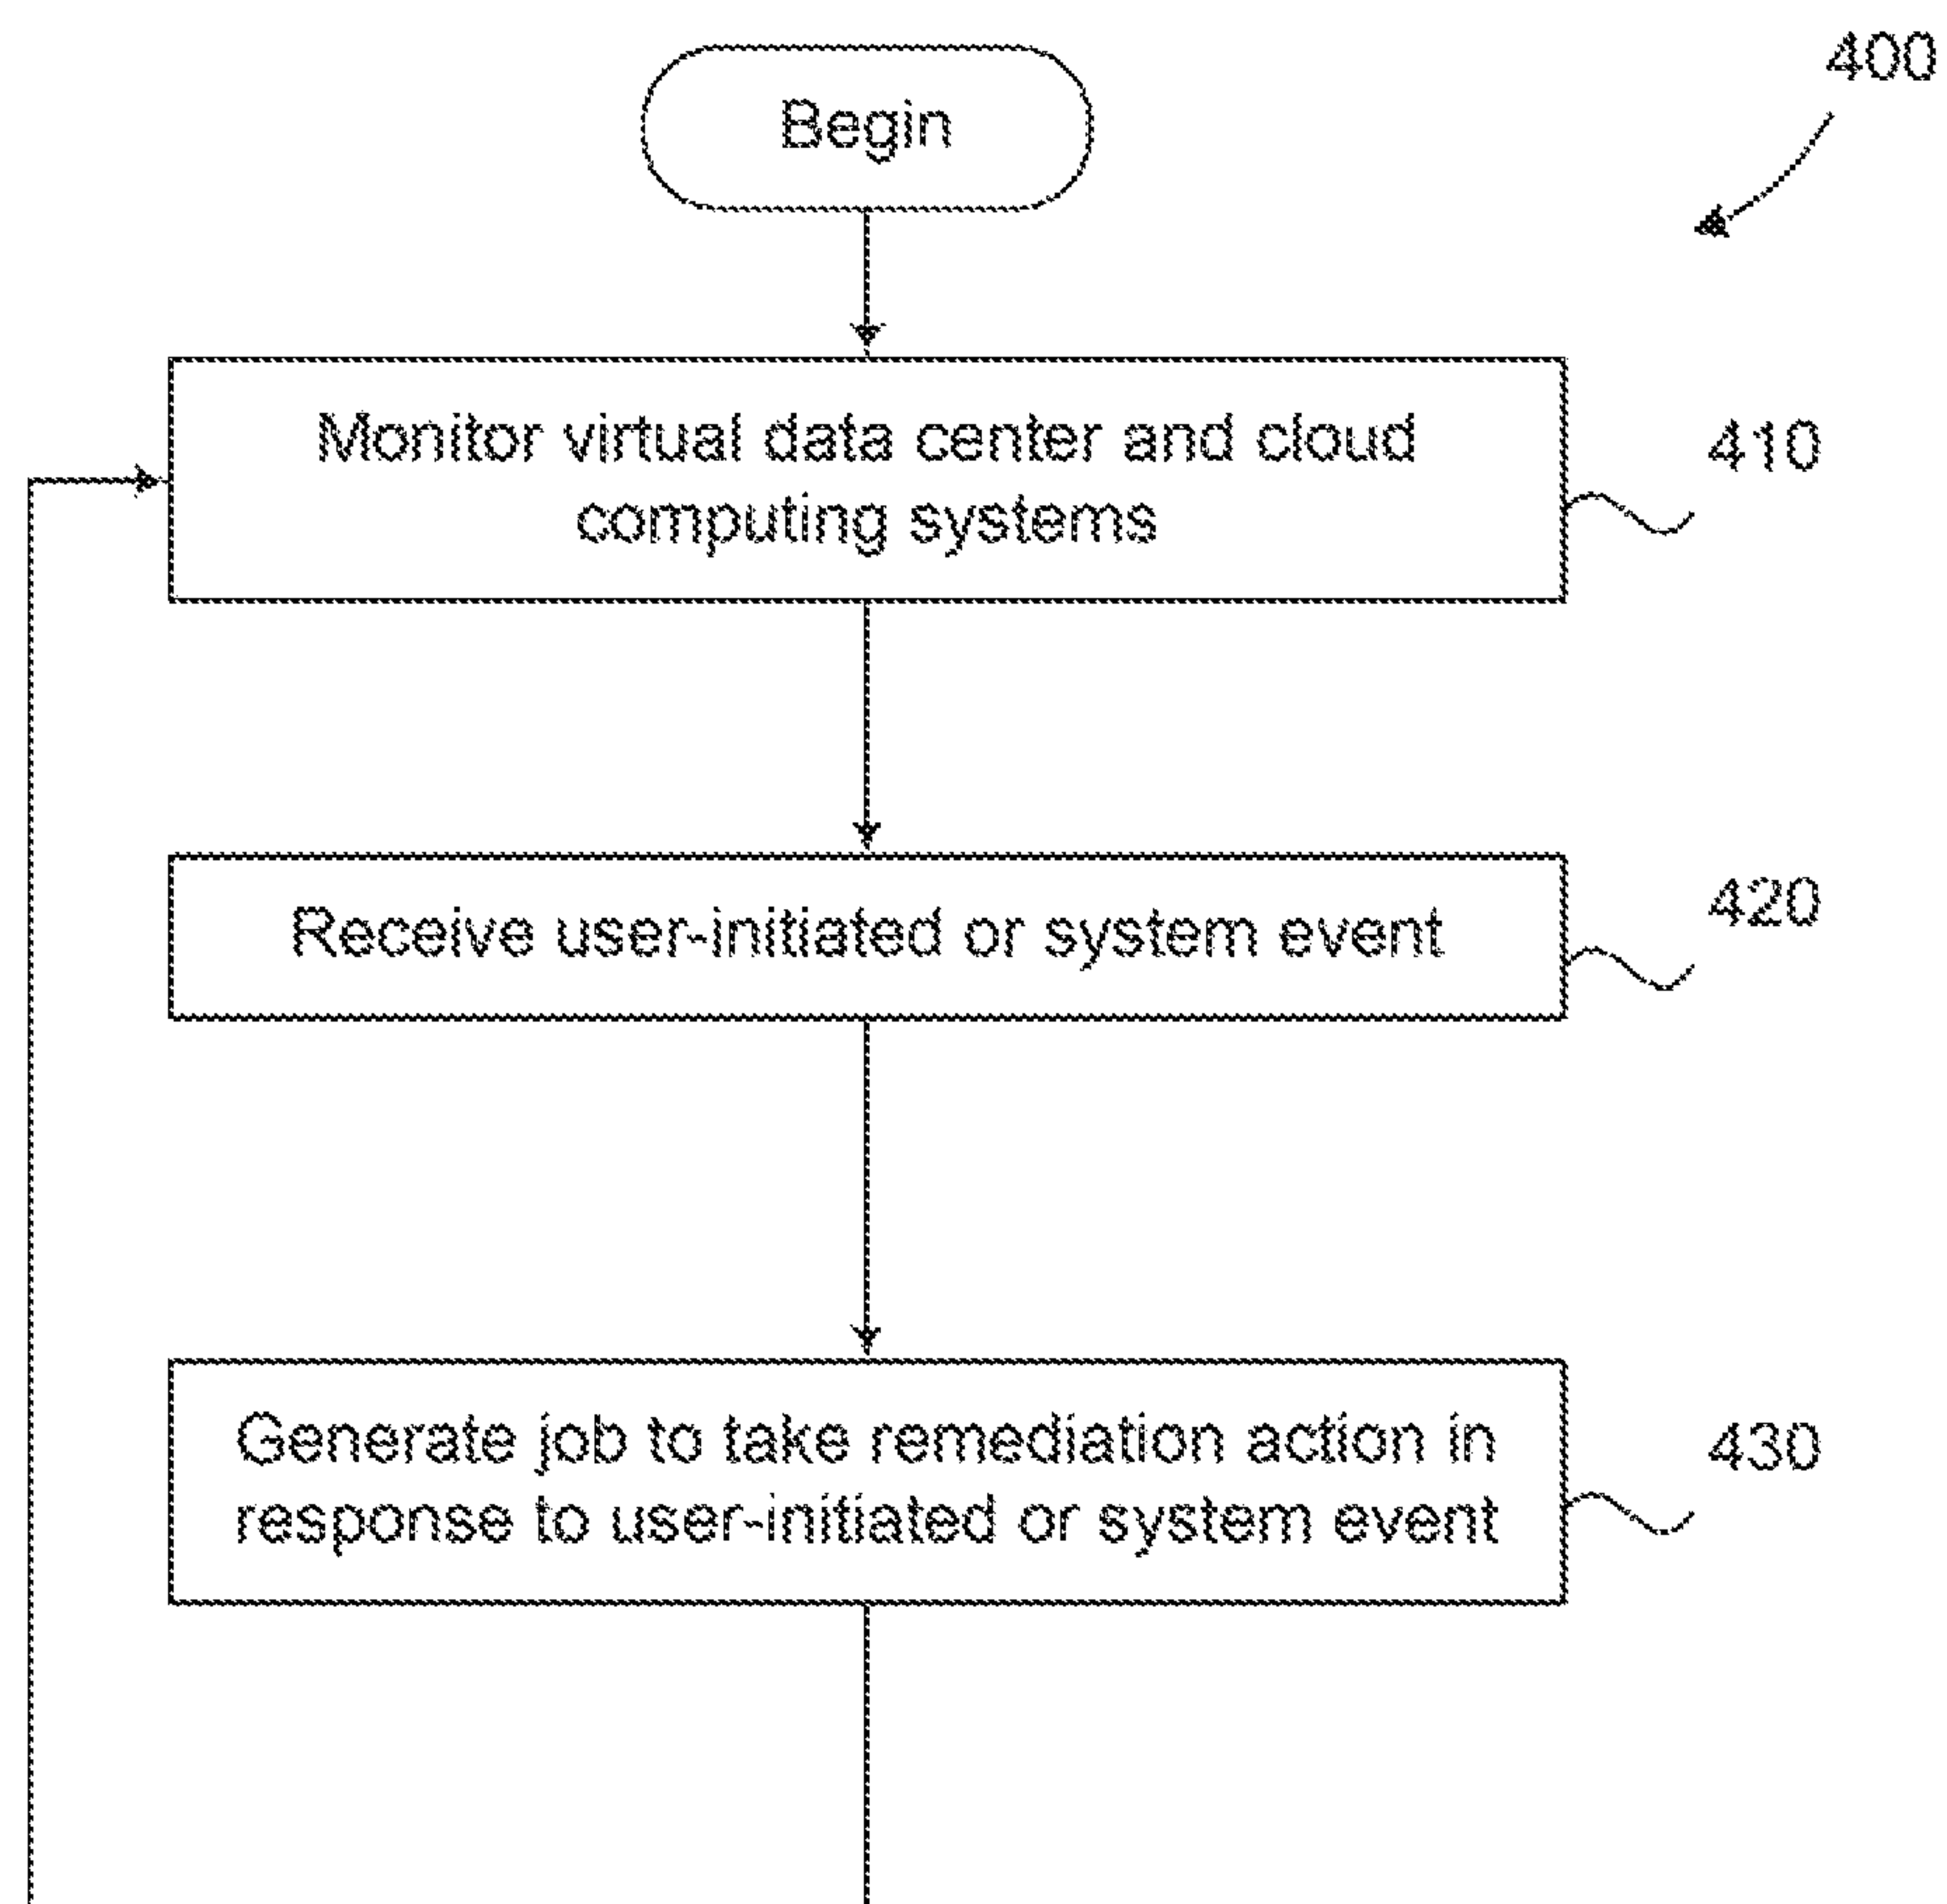 400
Begin
Monitor virtual data center and cloud
computing systems
410
Receive user-initiated or system event
420
Generate job to take remediation action in
response to user-initiated or system event
430